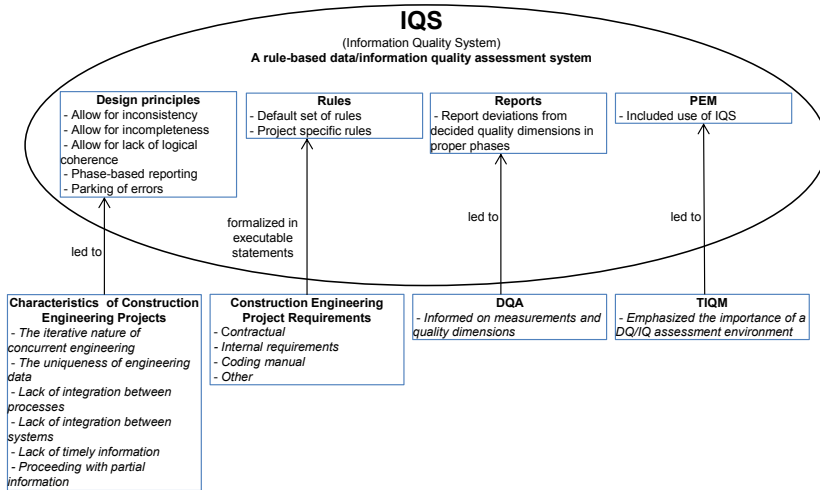 IQS
(Information Quality System)
A rule-based data/information quality assessment system
Design principles
- Allow for inconsistency
- Allow for incompleteness
- Allow for lack of logical
coherence
- Phase-based reporting
- Parking of errors
Rules
- Default set of rules
- Project specific rules
Reports
- Report deviations from
decided quality dimensions in
proper phases
PEM
- Included use of IQS
led to
formalized in
executable
statements
led to
led to
Characteristics of Construction
Engineering Projects
- The iterative nature of
concurrent engineering
- The uniqueness of engineering
data
- Lack of integration between
processes
- Lack of integration between
systems
- Lack of timely information
- Proceeding with partial
information
Construction Engineering
Project Requirements
- Contractual
- Internal requirements
- Coding manual
- Other
DQA
- Informed on measurements and
quality dimensions
TIQM
- Emphasized the importance of a
DQ/IQ assessment environment